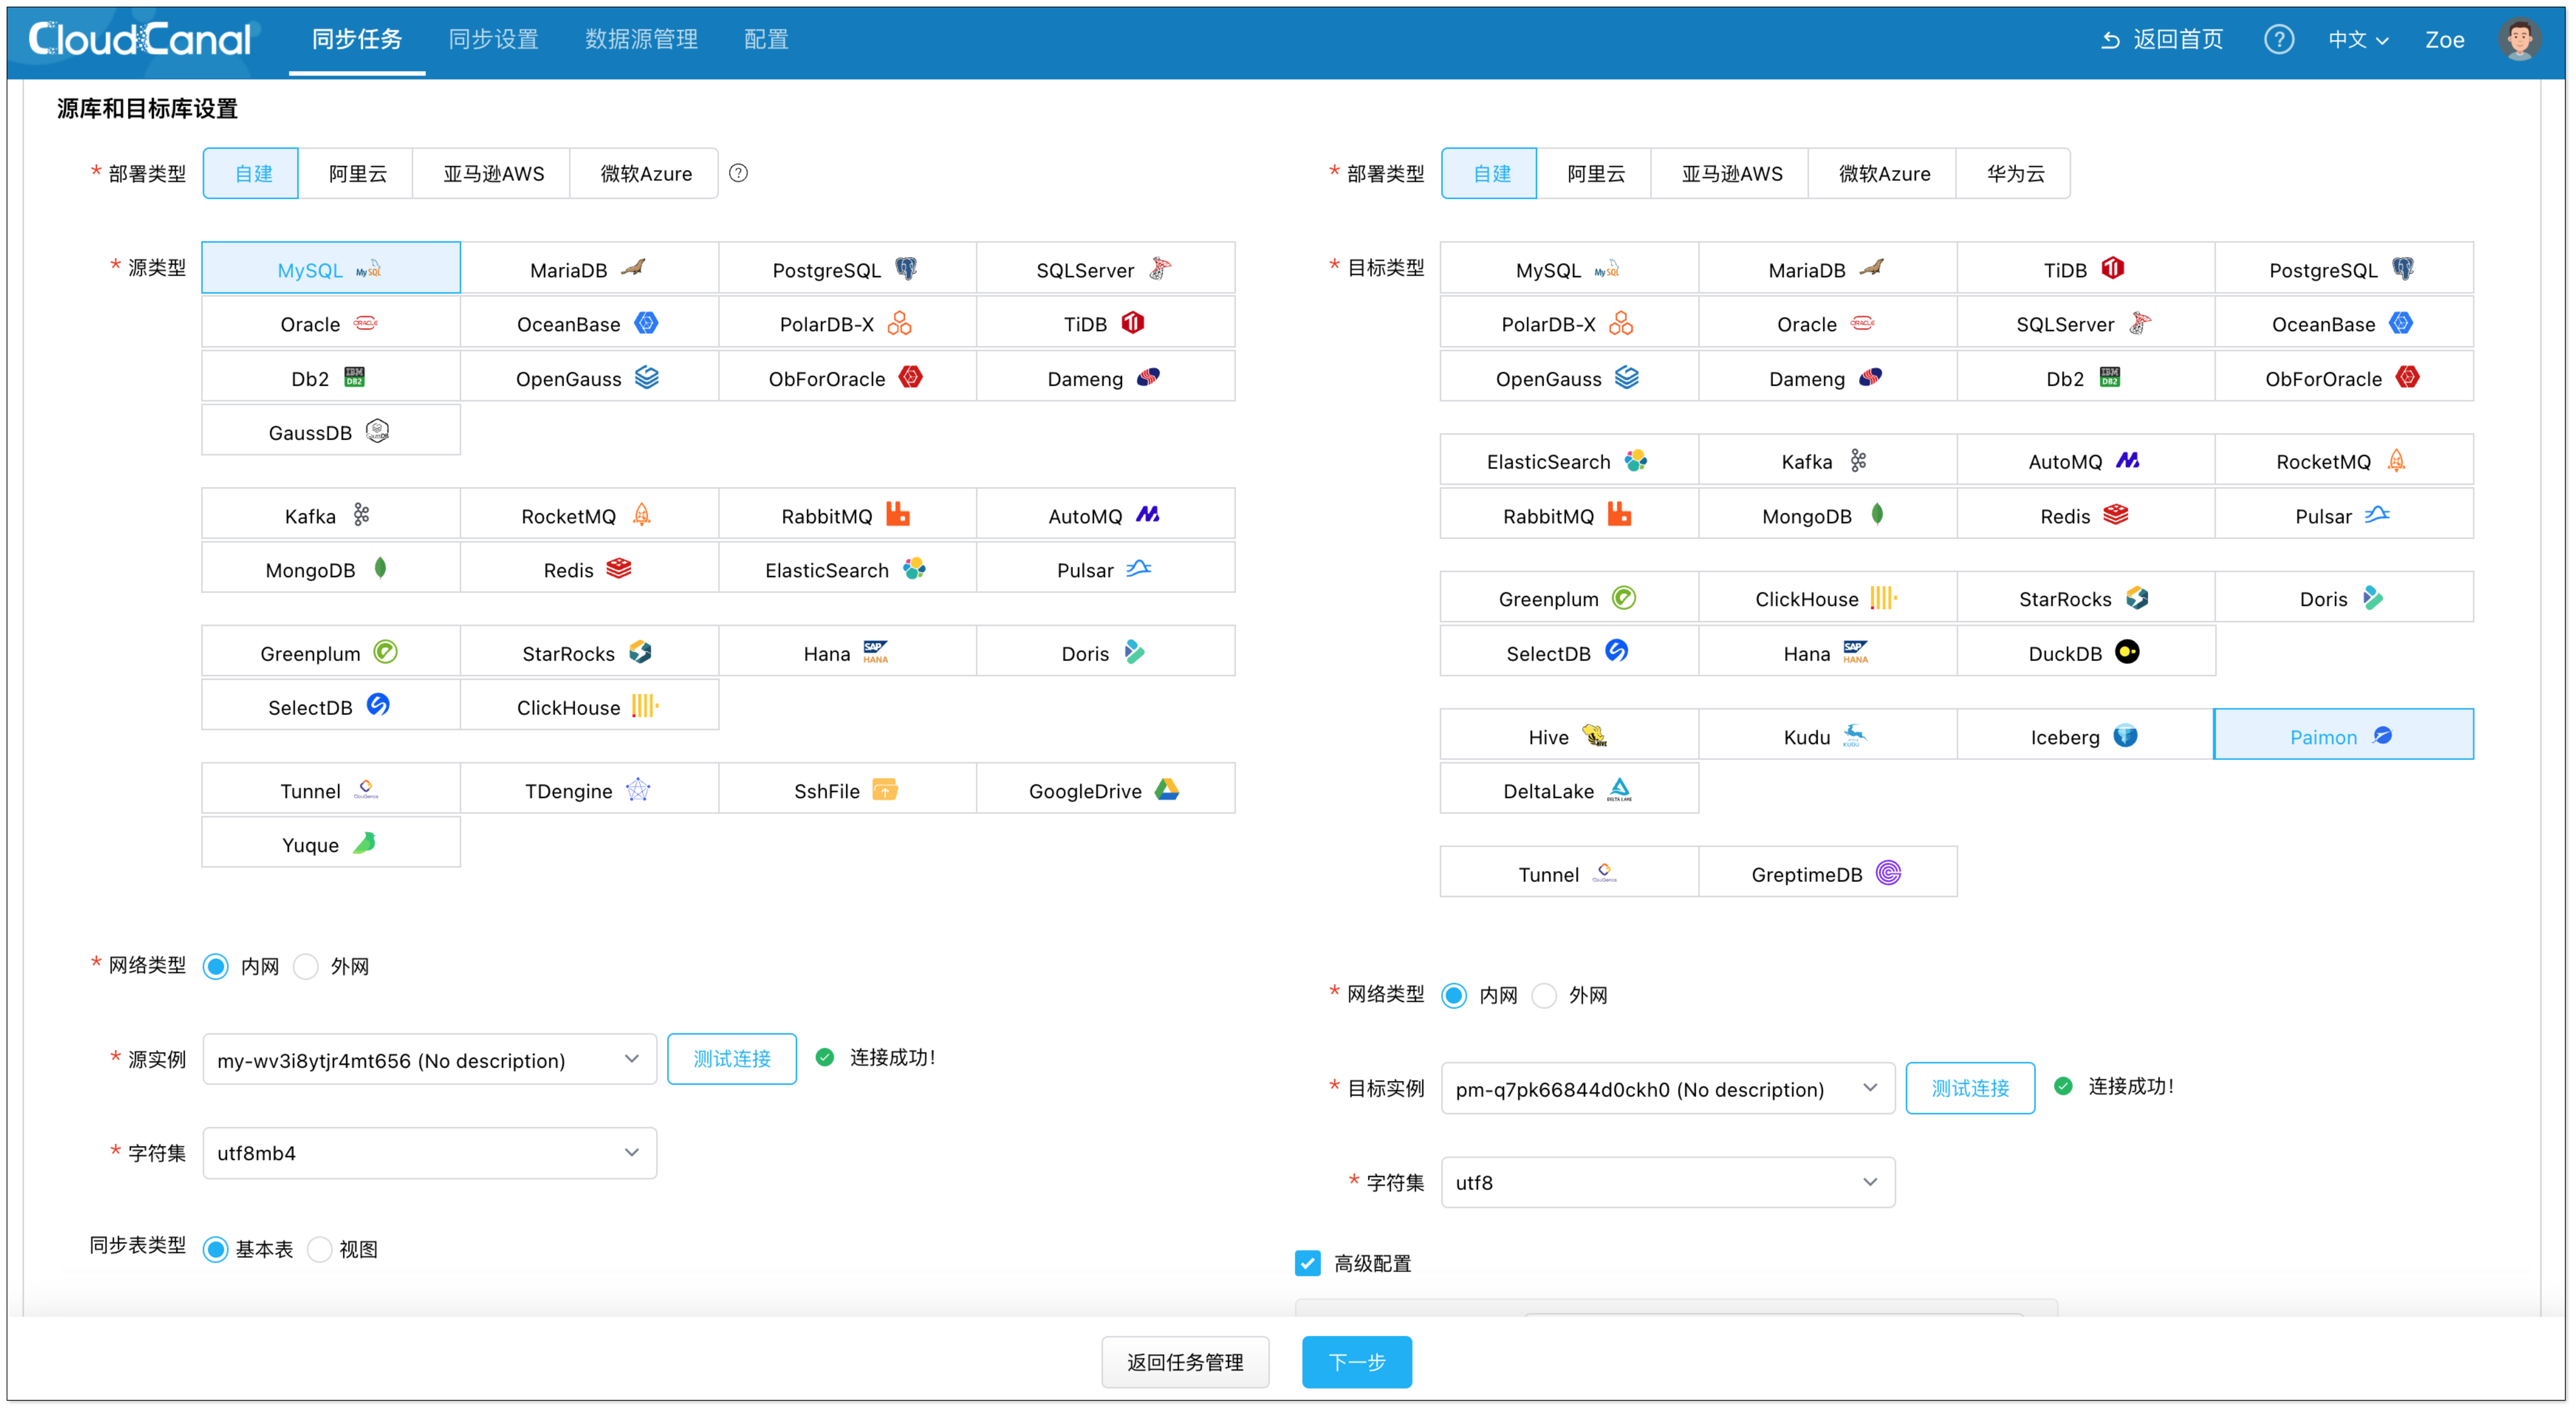 CloudCanal 同步任务 同步设置 数据源管理 配置 返回首页 ? 中文 Zoe
源库和目标库设置
* 部署类型 自建 阿里云 亚马逊AWS 微软Azure ?
* 源类型 MySQL MariaDB PostgreSQL SQLServer
Oracle OceanBase PolarDB-X TiDB
Db2 OpenGauss ObForOracle Dameng
GaussDB
Kafka RocketMQ RabbitMQ AutoMQ
MongoDB Redis ElasticSearch Pulsar
Greenplum StarRocks Hana Doris
SelectDB ClickHouse
Tunnel TDengine SshFile GoogleDrive
Yuque
* 网络类型 内网 外网
* 源实例 my-wv3i8ytjr4mt656 (No description) 测试连接 连接成功!
* 字符集 utf8mb4
同步表类型 基本表 视图
* 部署类型 自建 阿里云 亚马逊AWS 微软Azure 华为云
* 目标类型 MySQL MariaDB TiDB PostgreSQL
PolarDB-X Oracle SQLServer OceanBase
OpenGauss Dameng Db2 ObForOracle
ElasticSearch Kafka AutoMQ RocketMQ
RabbitMQ MongoDB Redis Pulsar
Greenplum ClickHouse StarRocks Doris
SelectDB Hana DuckDB
Hive Kudu Iceberg Paimon
DeltaLake
Tunnel GreptimeDB
* 网络类型 内网 外网
* 目标实例 pm-q7pk66844d0ckh0 (No description) 测试连接 连接成功!
* 字符集 utf8
高级配置
返回任务管理 下一步